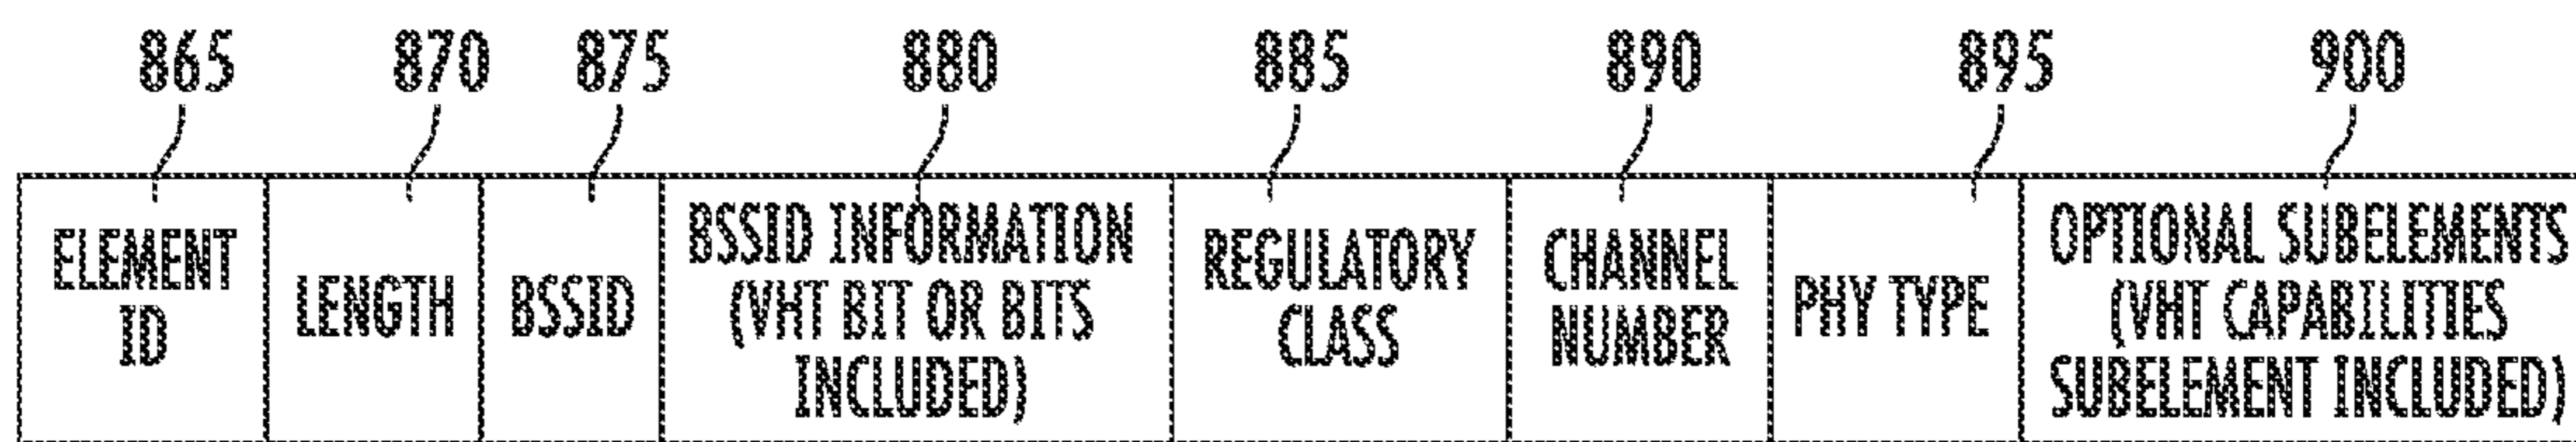 865 870 875 880 885 890 895 900
ELEMENT
ID
LENGTH
BSSID
BSSID INFORMATION
(VHT BIT OR BITS
INCLUDED)
REGULATORY
CLASS
CHANNEL
NUMBER
PHY TYPE
OPTIONAL SUBELEMENTS
(VHT CAPABILITIES
SUBELEMENT INCLUDED)